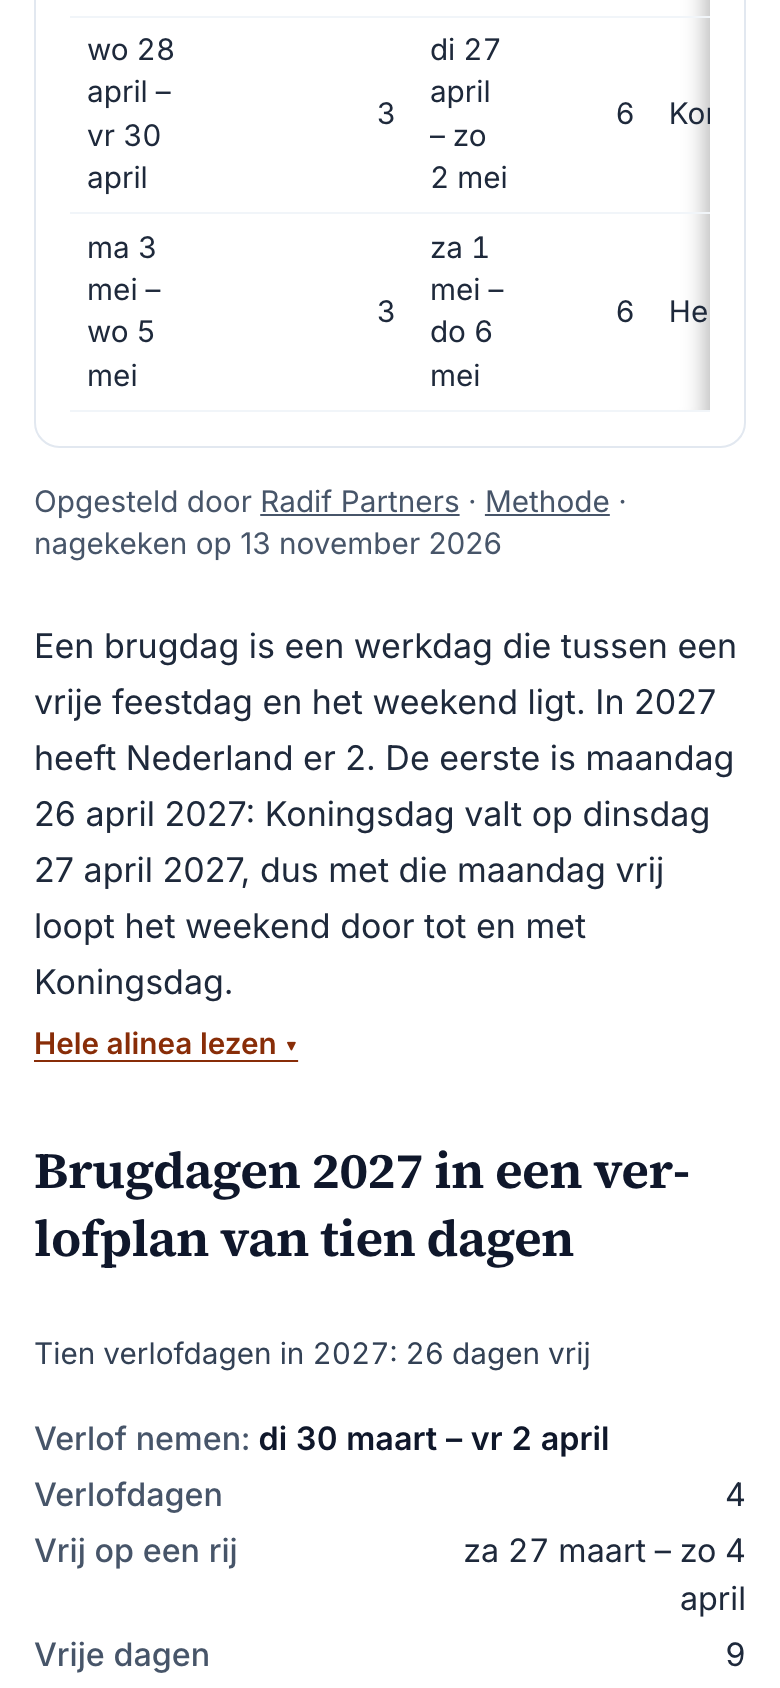 wo 28
april –
vr 30
april
3
di 27
april
– zo
2 mei
6
ma 3
mei –
wo 5
mei
3
za 1
mei –
do 6
mei
6
Opgesteld door Radif Partners · Methode ·
nagekeken op 13 november 2026
Een brugdag is een werkdag die tussen een
vrije feestdag en het weekend ligt. In 2027
heeft Nederland er 2. De eerste is maandag
26 april 2027: Koningsdag valt op dinsdag
27 april 2027, dus met die maandag vrij
loopt het weekend door tot en met
Koningsdag.
Hele alinea lezen ▾
Brugdagen 2027 in een ver-
lofplan van tien dagen
Tien verlofdagen in 2027: 26 dagen vrij
Verlof nemen: di 30 maart – vr 2 april
Verlofdagen 4
Vrij op een rij za 27 maart – zo 4
april
Vrije dagen 9